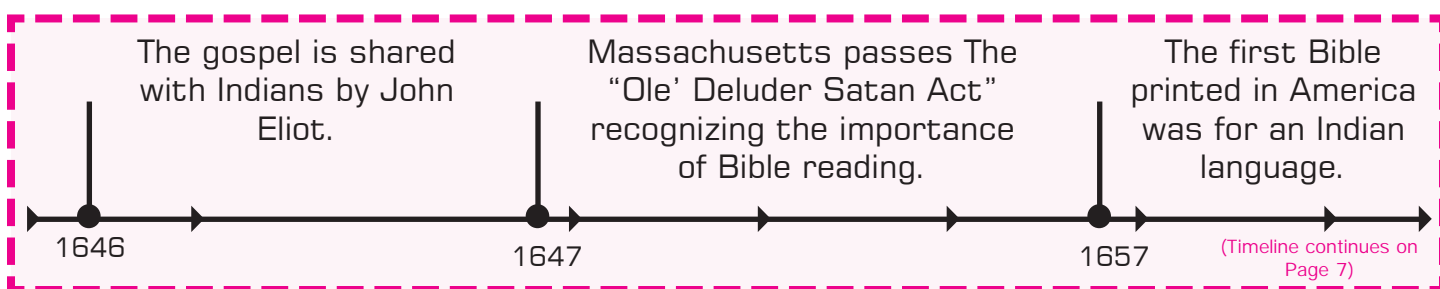 The gospel is shared
with Indians by John
Eliot.
Massachusetts passes The
“Ole’ Deluder Satan Act”
recognizing the importance
of Bible reading.
The first Bible
printed in America
was for an Indian
language.
1646
1647
1657
(Timeline continues on
Page 7)